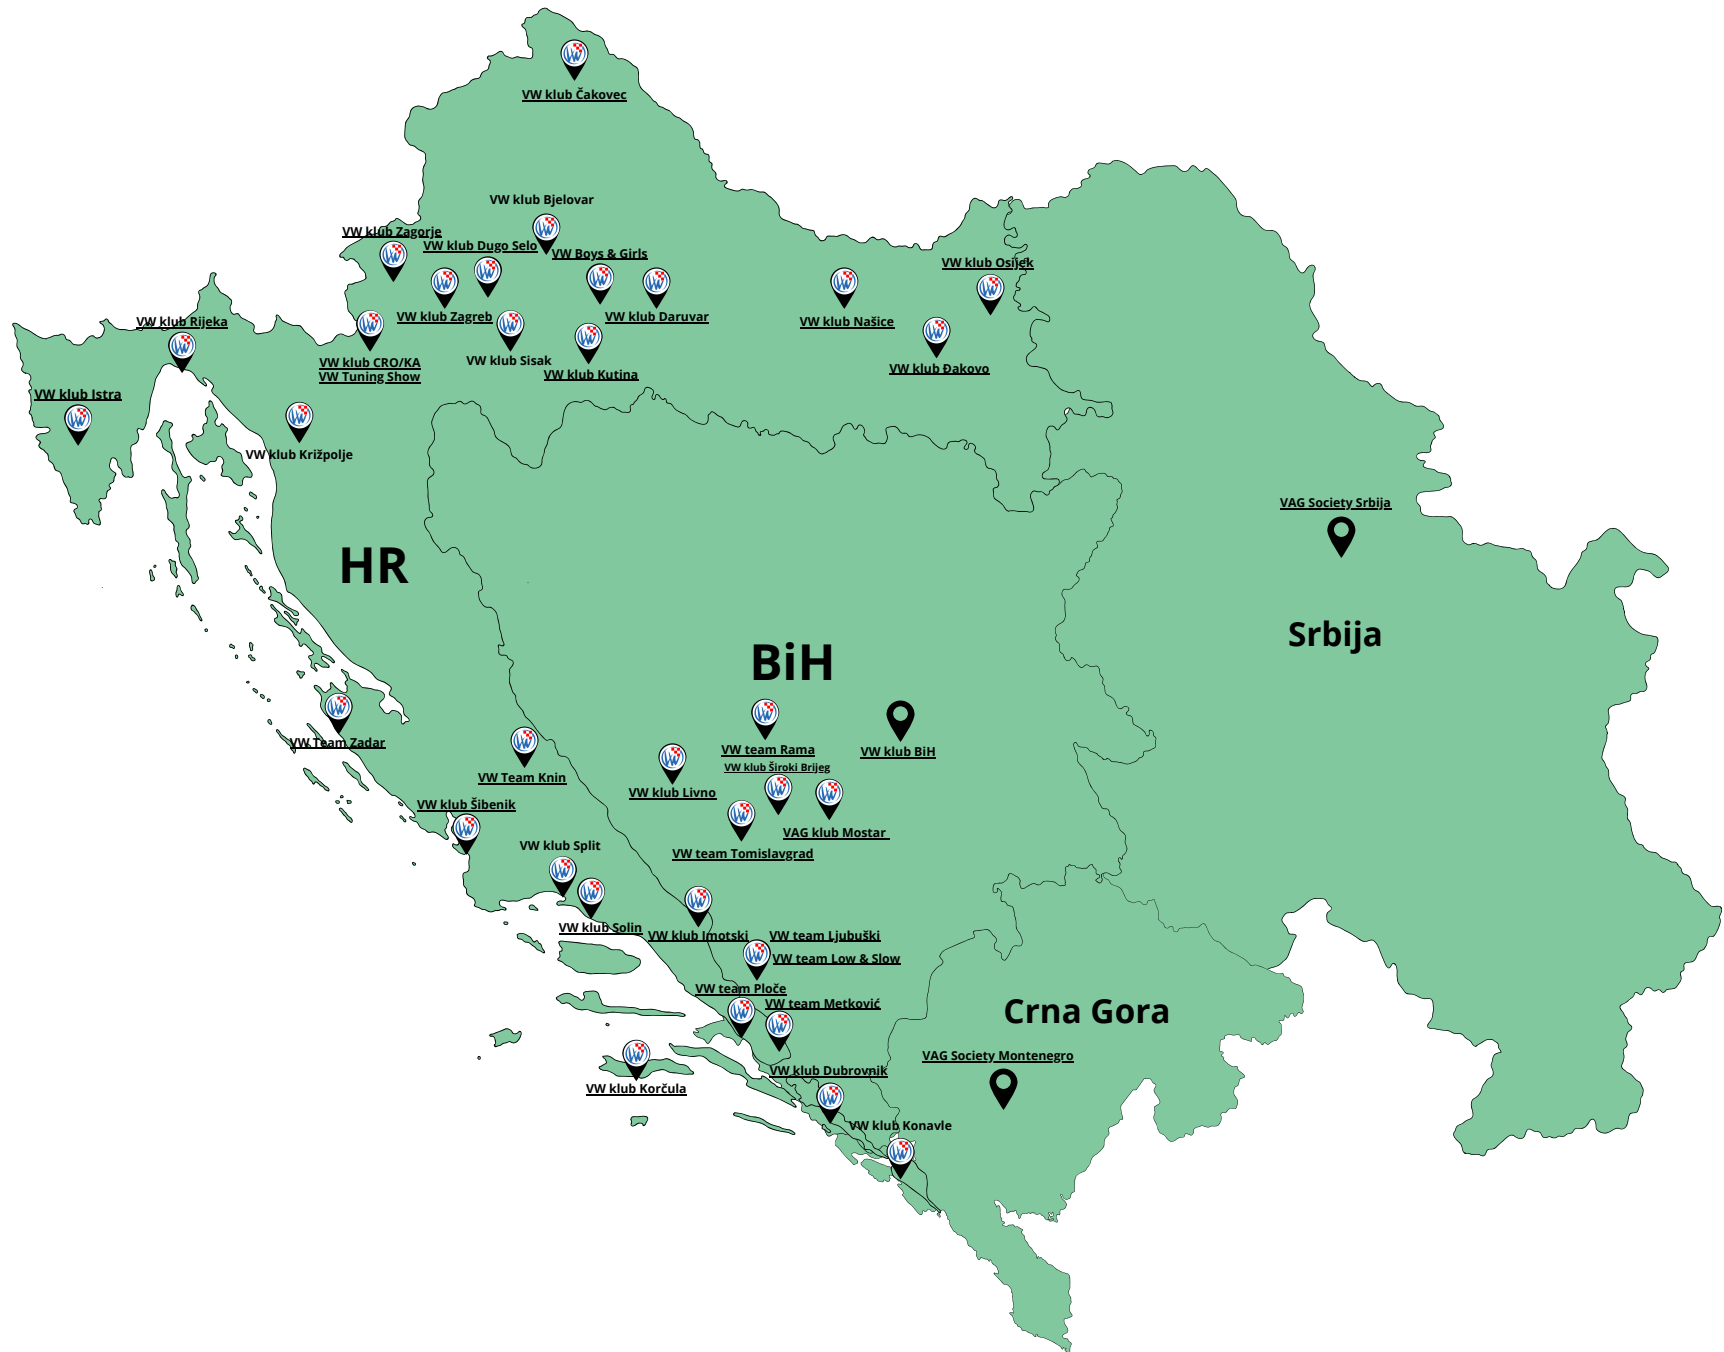 VW klub Čakovec
VW klub Bjelovar
VW klub Zagorje
VW klub Dugo Selo
VW Boys & Girls
VW klub Osijek
VW klub Rijeka
VW klub Zagreb
VW klub Daruvar
VW klub Našice
VW klub CRO/KA
VW Tuning Show
VW klub Sisak
VW klub Kutina
VW klub Đakovo
VW klub Istra
VW klub Križpolje
VAG Society Srbija
HR
Srbija
BiH
VW Team Zadar
VW team Rama
VW klub BiH
VW klub Široki Brijeg
VW Team Knin
VW klub Livno
VW klub Šibenik
VAG klub Mostar
VW klub Split
VW team Tomislavgrad
VW klub Solin
VW klub Imotski
VW team Ljubuški
VW team Low & Slow
VW team Ploče
VW team Metković
Crna Gora
VAG Society Montenegro
VW klub Dubrovnik
VW klub Korčula
VW klub Konavle